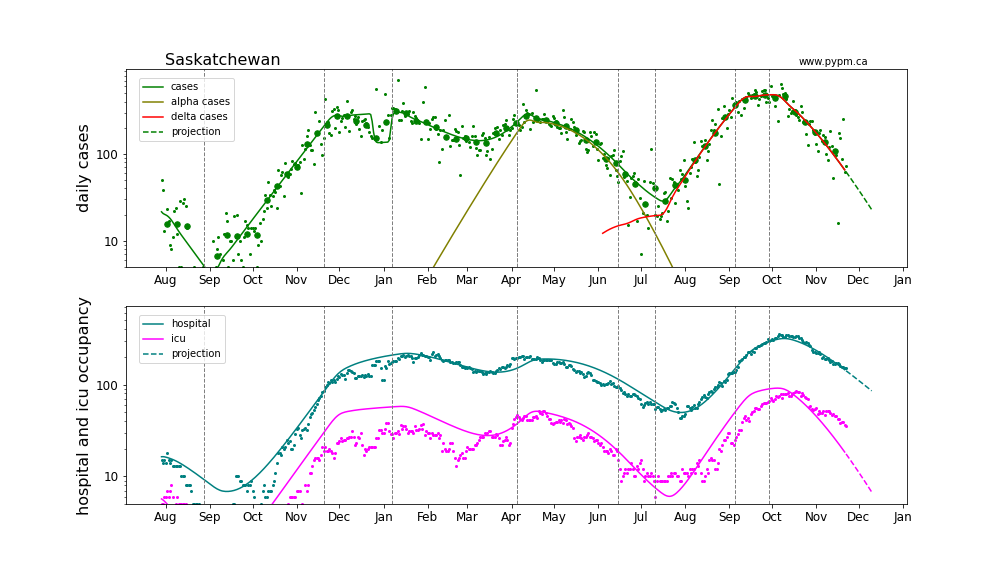 Saskatchewan
www.pypm.ca
daily cases
cases
alpha cases
delta cases
projection
100
10
Aug Sep Oct Nov Dec Jan Feb Mar Apr May Jun Jul Aug Sep Oct Nov Dec Jan
hospital and icu occupancy
hospital
icu
projection
100
10
Aug Sep Oct Nov Dec Jan Feb Mar Apr May Jun Jul Aug Sep Oct Nov Dec Jan